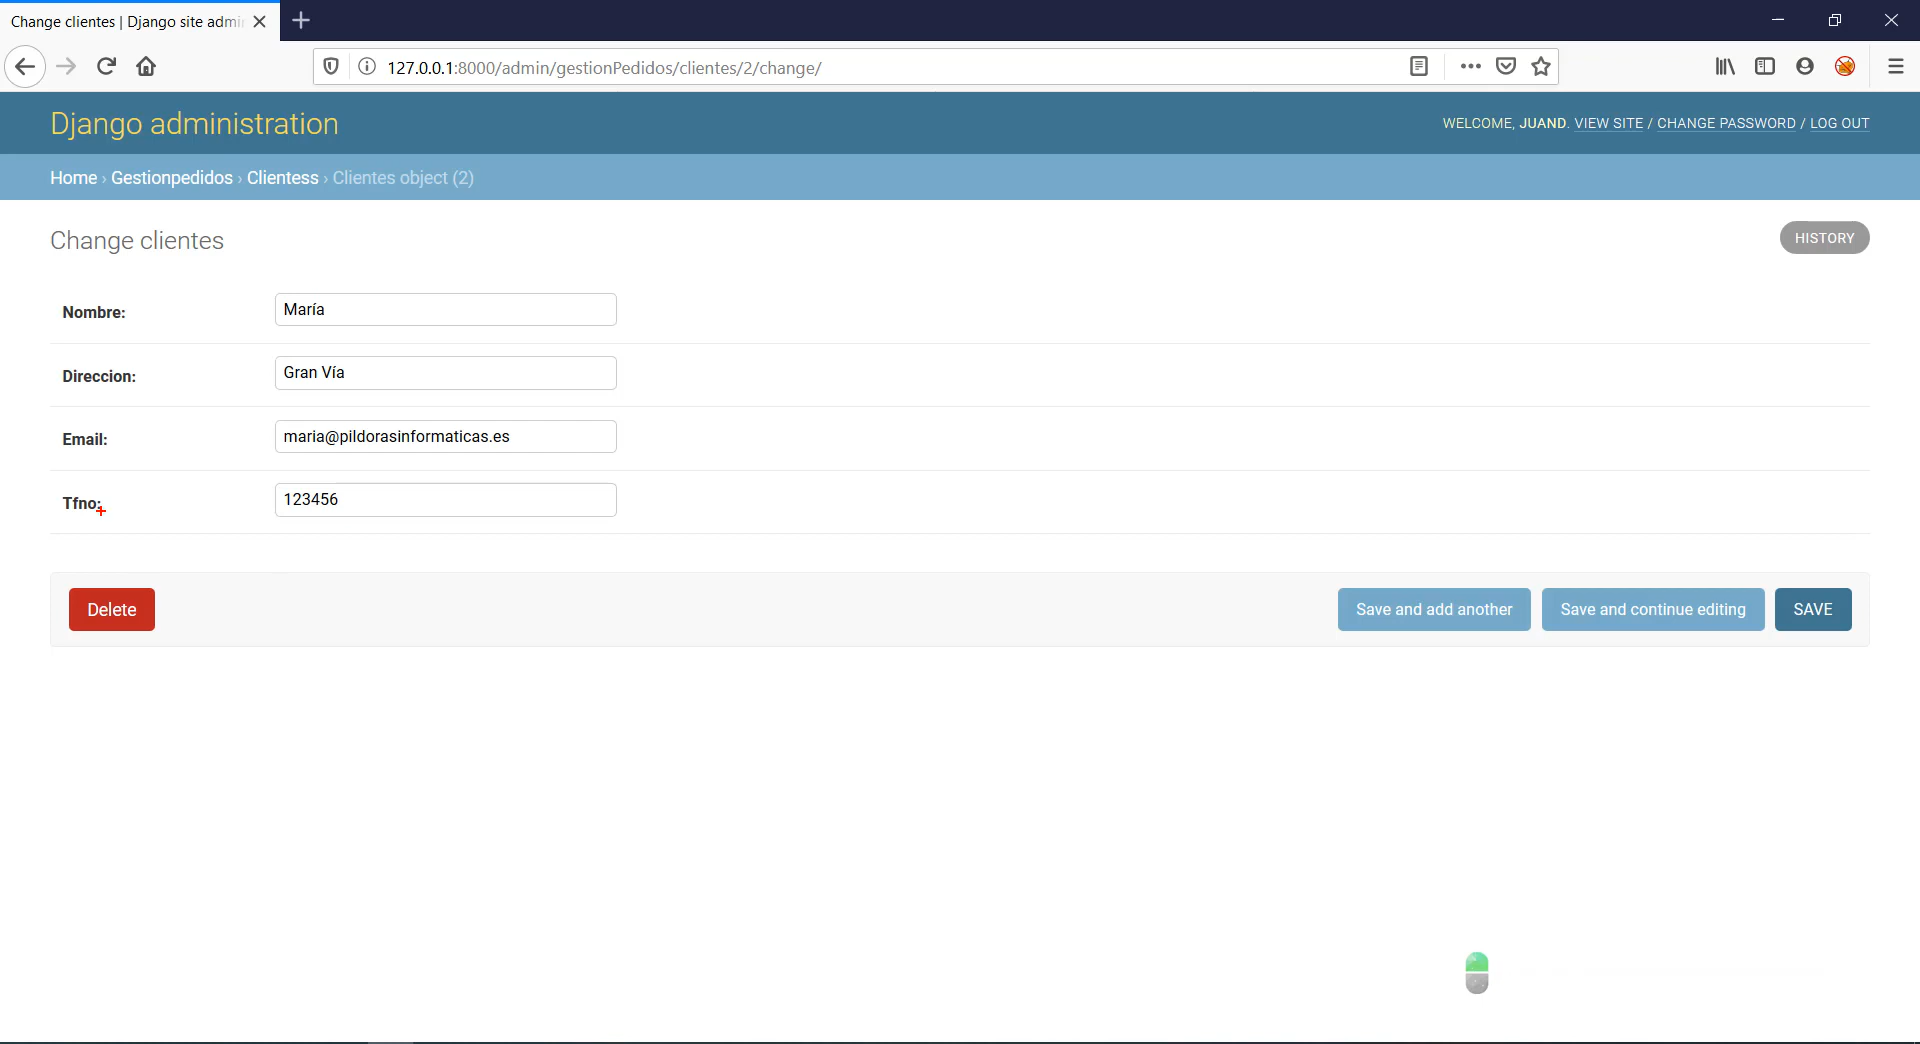 Change clientes | Django site admi
127.0.0.1:8000/admin/gestionPedidos/clientes/2/change/
Django administration
WELCOME, JUAND. VIEW SITE / CHANGE PASSWORD / LOG OUT
Home › Gestionpedidos › Clientess › Clientes object (2)
Change clientes
HISTORY
Nombre: María
Direccion: Gran Vía
Email: maria@pildorasinformaticas.es
Tfno: 123456
Delete Save and add another Save and continue editing SAVE